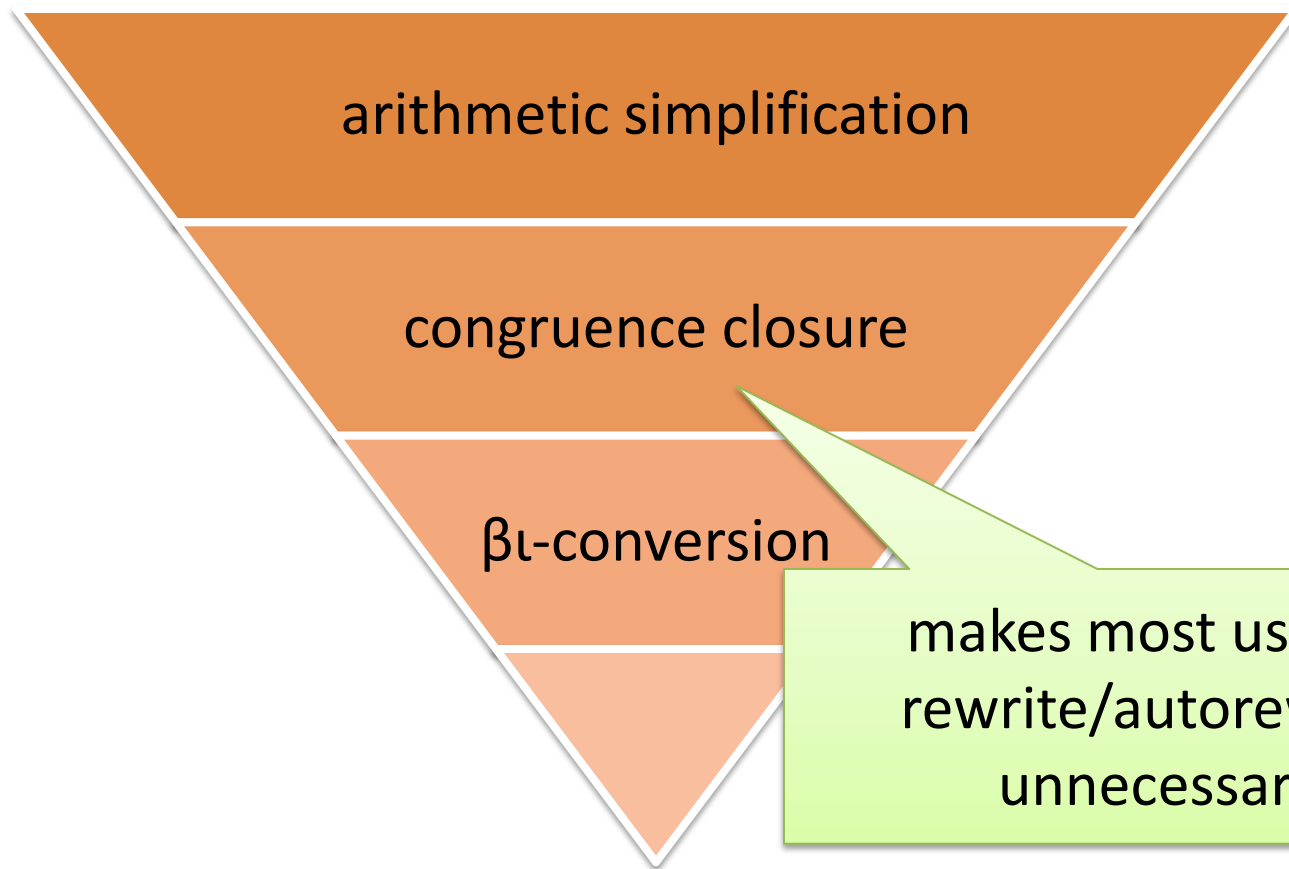 arithmetic simplification
congruence closure
βι-conversion
makes most us
rewrite/autore
unnecessar